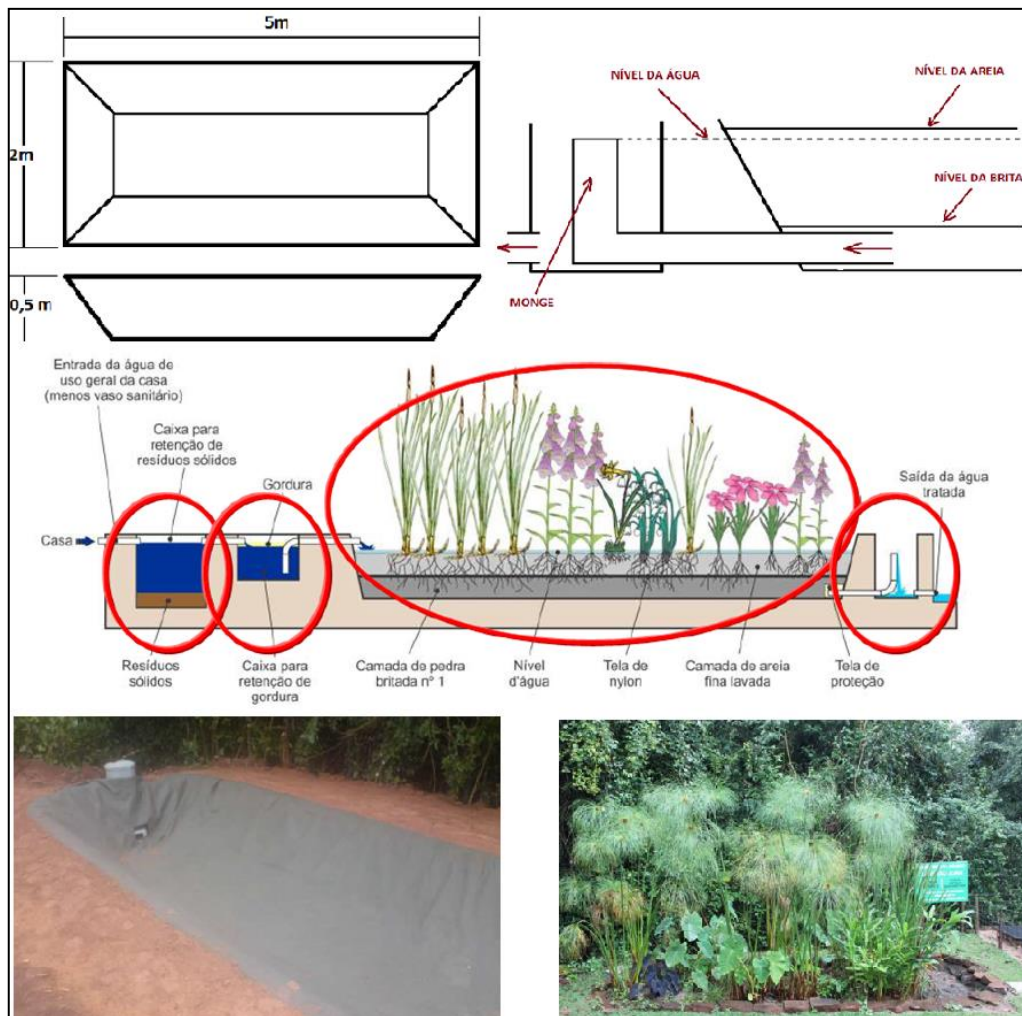 5m
2m
0,5 m
NÍVEL DA ÁGUA
NÍVEL DA AREIA
NÍVEL DA BRITA
MONGE
Entrada da água de
uso geral da casa
(menos vaso sanitário)
Caixa para
retenção de
resíduos sólidos
Gordura
Casa
Saída da água
tratada
Resíduos
sólidos
Caixa para
retenção de
gordura
Camada de pedra
britada nº 1
Nível
d'água
Tela de
nylon
Camada de areia
fina lavada
Tela de
proteção